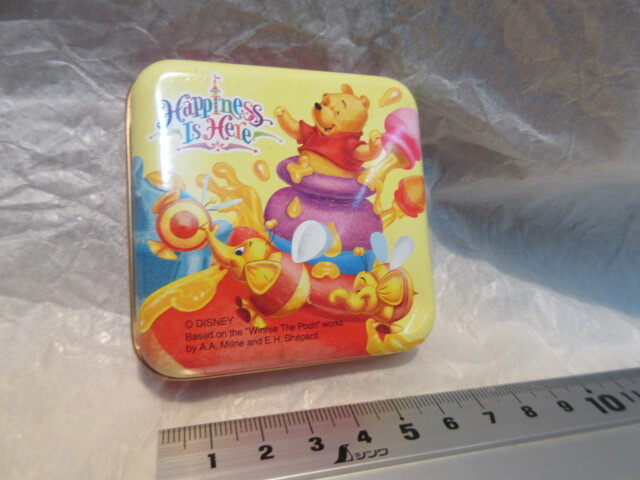 Happiness
Is Here
© DISNEY
Based on the "Winnie The Pooh" works
by A.A. Milne and E.H. Shepard.
1 2 3 4 5 6 7 8 9 10
シンワ